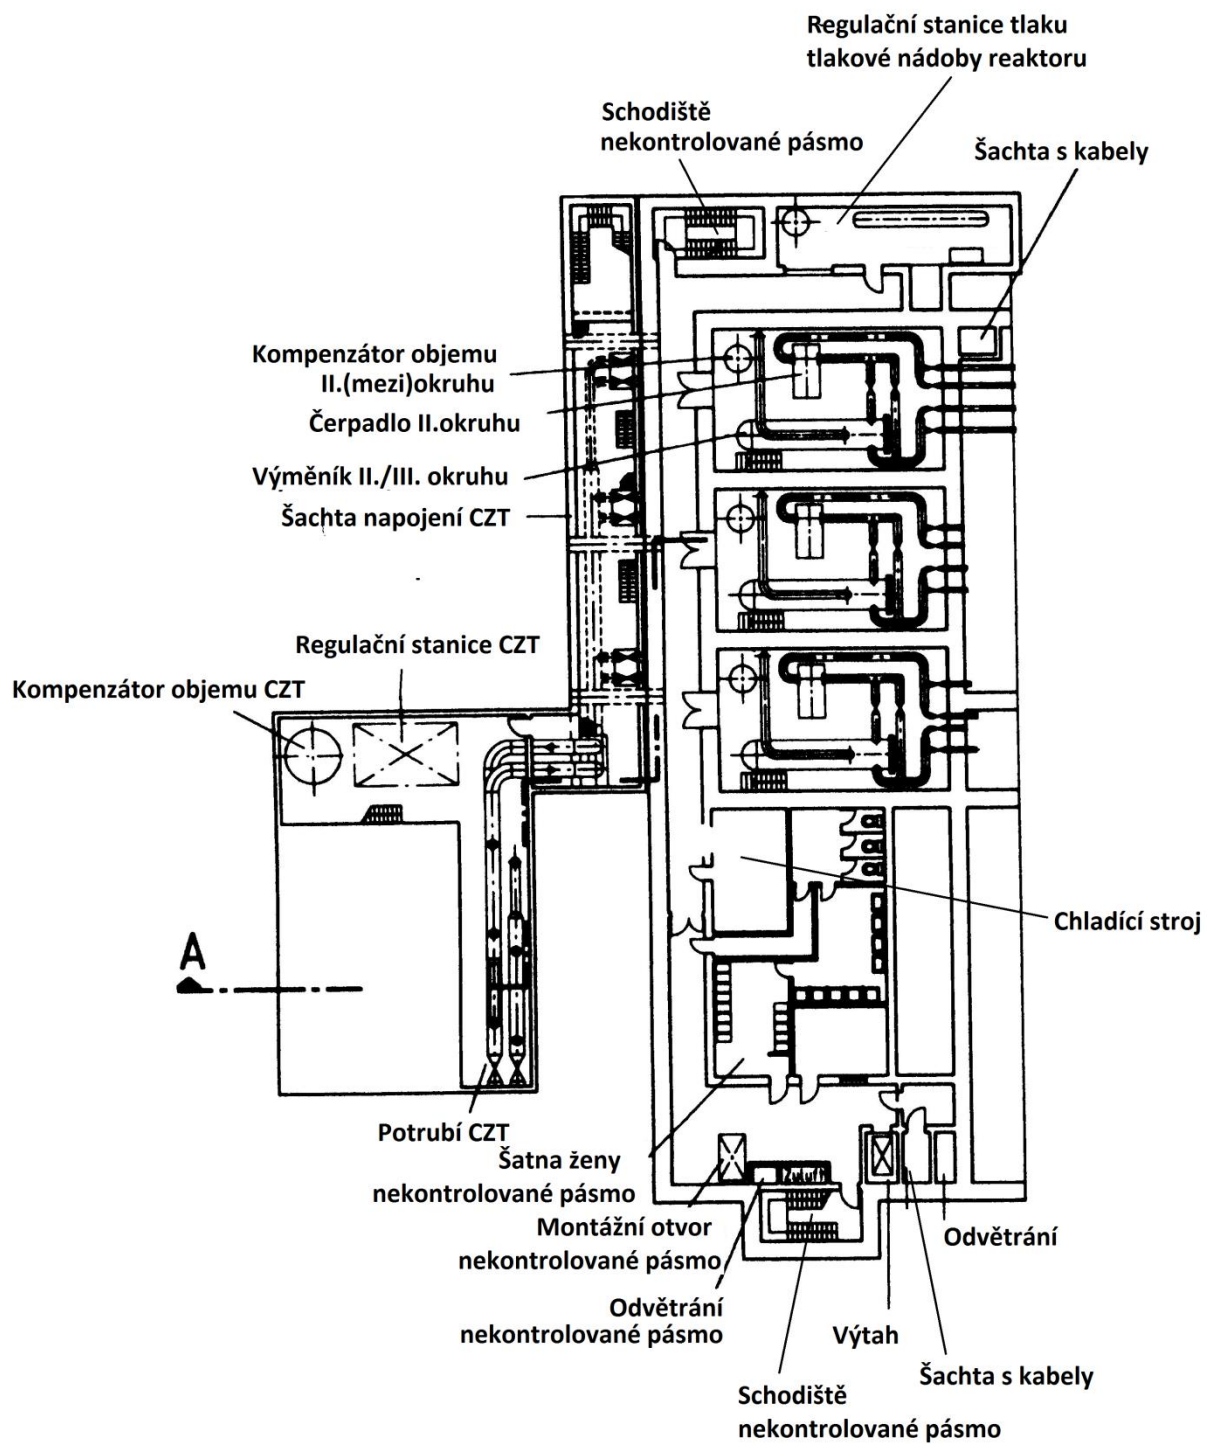 Regulační stanice tlaku
tlakové nádoby reaktoru
Schodiště
nekontrolované pásmo
Šachta s kabely
Kompenzátor objemu
II.(mezi)okruhu
Čerpadlo II.okruhu
Výměník II./III. okruhu
Šachta napojení CZT
Regulační stanice CZT
Kompenzátor objemu CZT
Chladící stroj
A
Potrubí CZT
Šatna ženy
nekontrolované pásmo
Montážní otvor
nekontrolované pásmo
Odvětrání
Odvětrání
nekontrolované pásmo
Výtah
Šachta s kabely
Schodiště
nekontrolované pásmo